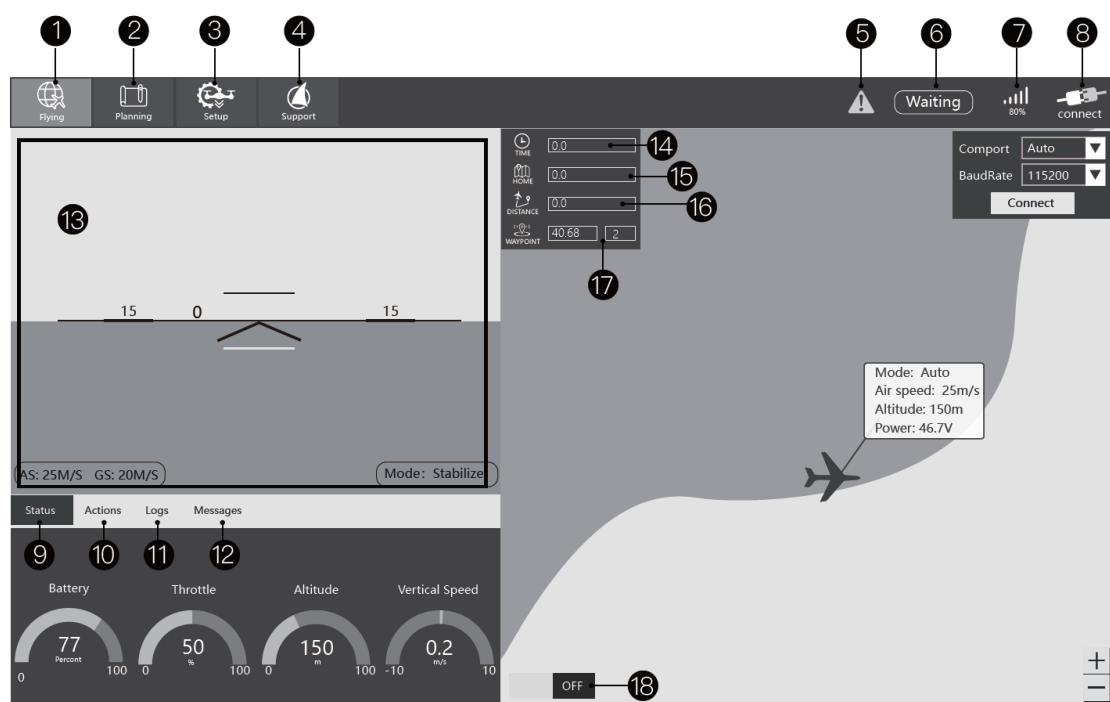 1 2 3 4 5 6 7 8
Flying Planning Setup Support
Waiting
80%
connect
TIME 0.0 14
HOME 0.0 15
DISTANCE 0.0 16
WAYPOINT 40.68 2
17
Comport Auto
BaudRate 115200
Connect
13
15 0 15
AS: 25M/S GS: 20M/S Mode: Stabilize
Mode: Auto
Air speed: 25m/s
Altitude: 150m
Power: 46.7V
Status Actions Logs Messages
9 10 11 12
Battery Throttle Altitude Vertical Speed
77 50 150 0.2
Percont % m m/s
0 100 0 100 0 100 -10 10
OFF 18
+
−